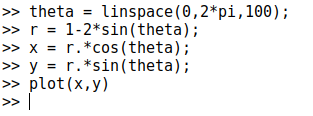 >> theta = linspace(0,2*pi,100);
>> r = 1-2*sin(theta);
>> x = r.*cos(theta);
>> y = r.*sin(theta);
>> plot(x,y)
>>